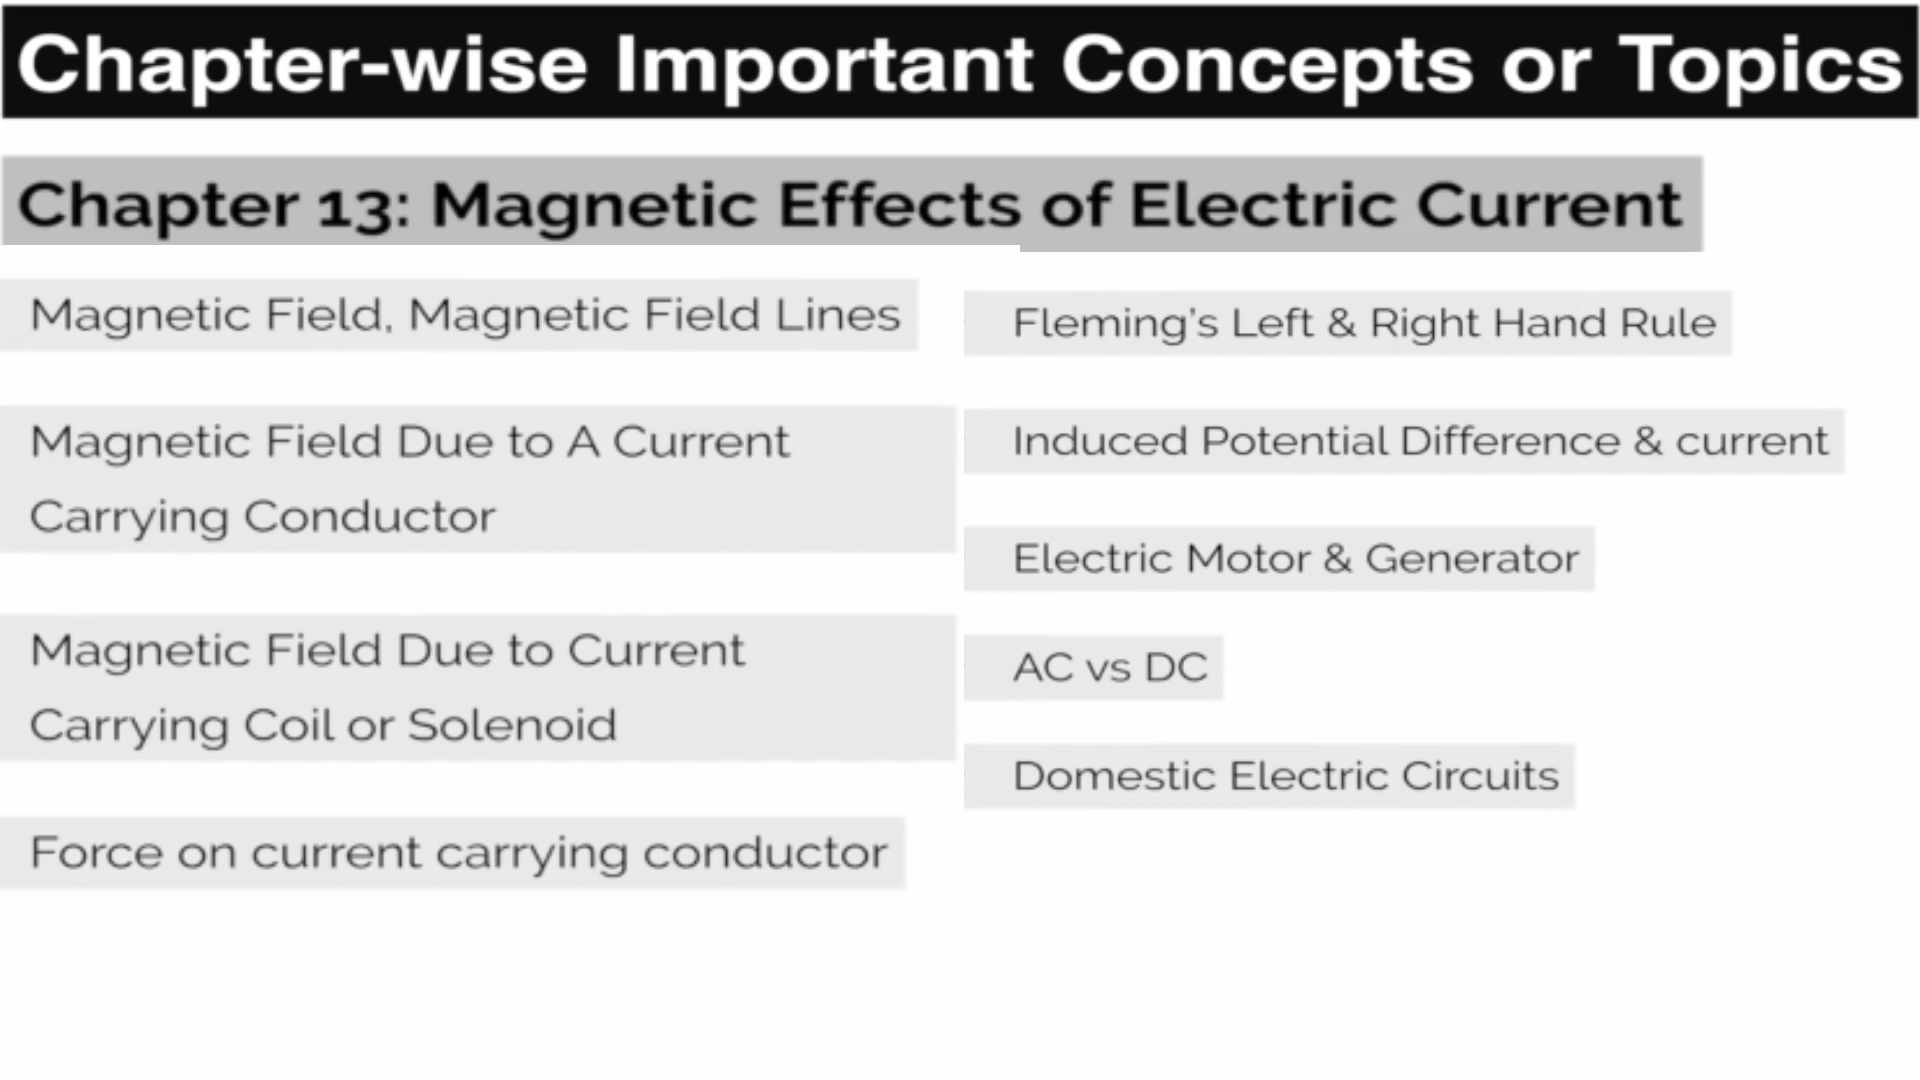 Chapter-wise Important Concepts or Topics
Chapter 13: Magnetic Effects of Electric Current
Magnetic Field, Magnetic Field Lines
Magnetic Field Due to A Current
Carrying Conductor
Magnetic Field Due to Current
Carrying Coil or Solenoid
Force on current carrying conductor
Fleming's Left & Right Hand Rule
Induced Potential Difference & current
Electric Motor & Generator
AC vs DC
Domestic Electric Circuits